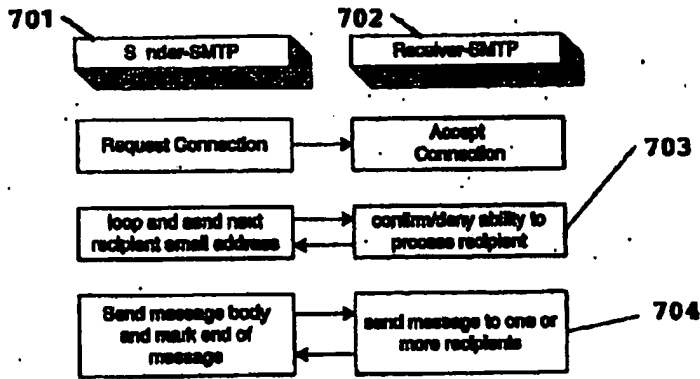 701
702
S nder-SMTP
Receiver-SMTP
Request Connection
Accept
Connection
703
loop and send next
recipient email address
confirm/deny ability to
process recipient
Send message body
and mark end of
message
send message to one or
more recipients
704